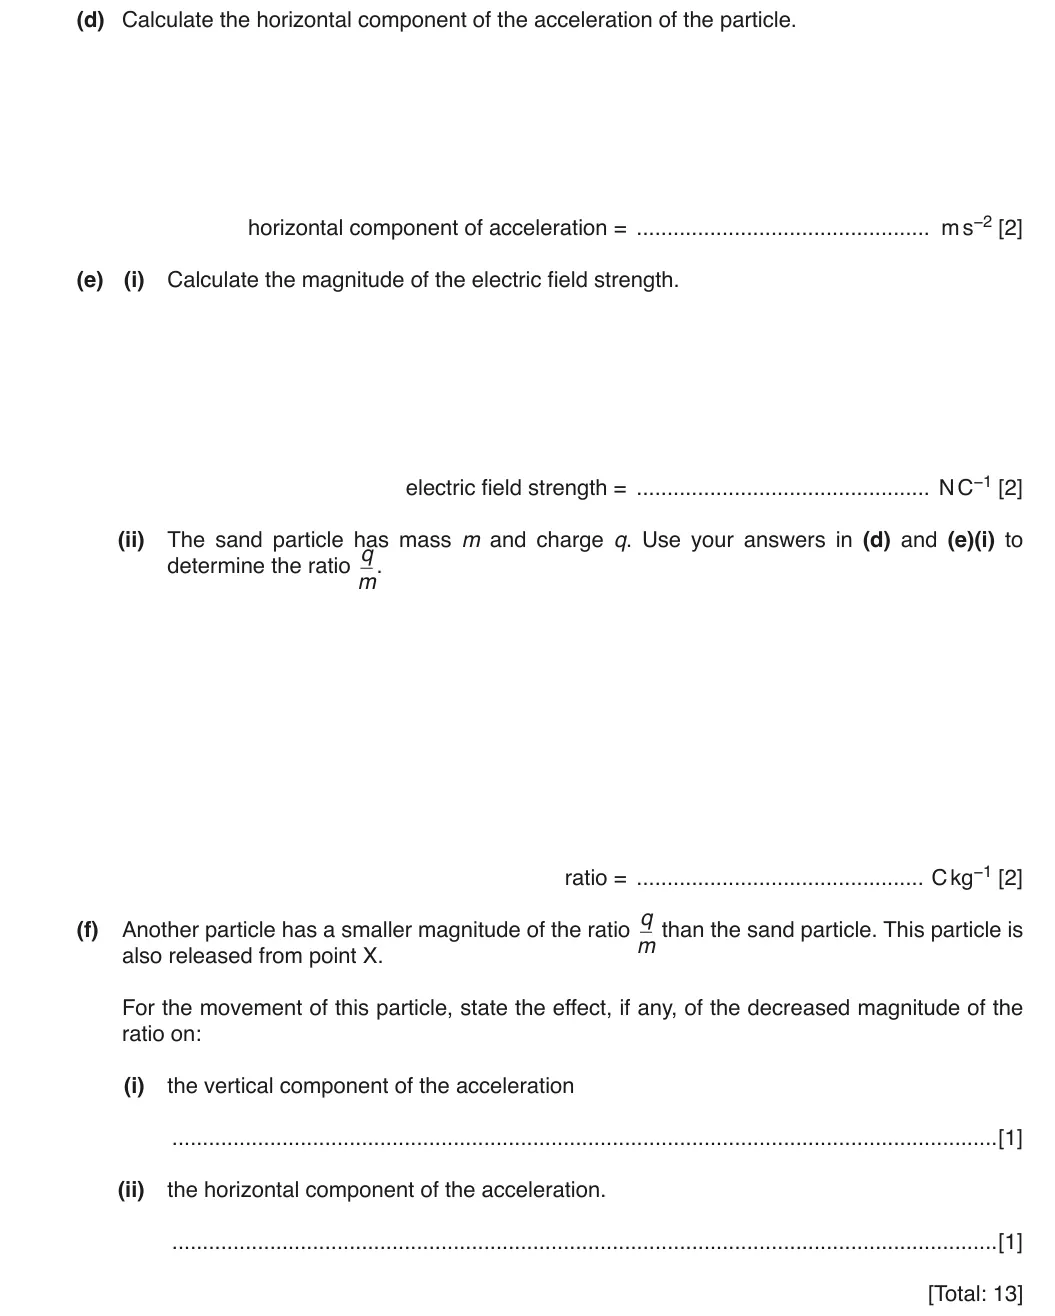 (d) Calculate the horizontal component of the acceleration of the particle.
horizontal component of acceleration = ................................................ m s⁻² [2]
(e) (i) Calculate the magnitude of the electric field strength.
electric field strength = ................................................ N C⁻¹ [2]
(ii) The sand particle has mass m and charge q. Use your answers in (d) and (e)(i) to
determine the ratio q/m.
ratio = ............................................... C kg⁻¹ [2]
(f) Another particle has a smaller magnitude of the ratio q/m than the sand particle. This particle is
also released from point X.
For the movement of this particle, state the effect, if any, of the decreased magnitude of the
ratio on:
(i) the vertical component of the acceleration
.......................................................................................................................................[1]
(ii) the horizontal component of the acceleration.
.......................................................................................................................................[1]
[Total: 13]